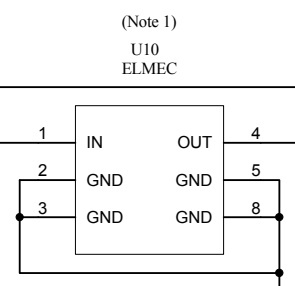 (Note 1)
U10
ELMEC
1 IN OUT 4
2 GND GND 5
3 GND GND 8